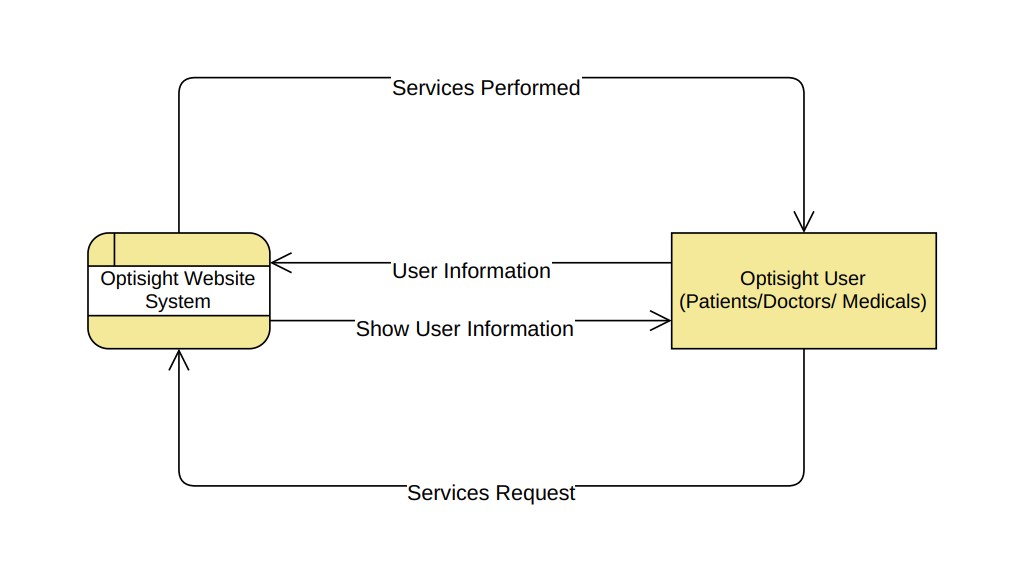 Services Performed
Optisight Website
System
User Information
Show User Information
Optisight User
(Patients/Doctors/ Medicals)
Services Request